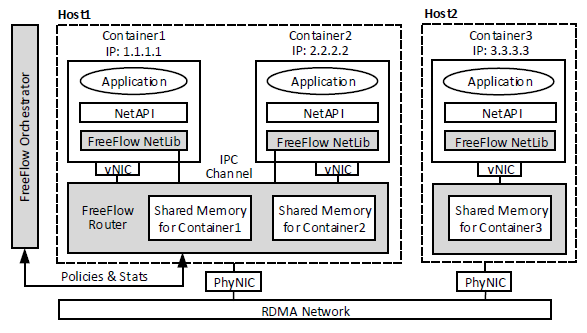 Host1
Host2
Container1
IP: 1.1.1.1
Container2
IP: 2.2.2.2
Container3
IP: 3.3.3.3
Application
Application
Application
NetAPI
NetAPI
NetAPI
FreeFlow NetLib
FreeFlow NetLib
FreeFlow NetLib
vNIC
IPC
Channel
vNIC
vNIC
FreeFlow Orchestrator
FreeFlow
Router
Shared Memory
for Container1
Shared Memory
for Container2
Shared Memory
for Container3
Policies & Stats
PhyNIC
PhyNIC
RDMA Network